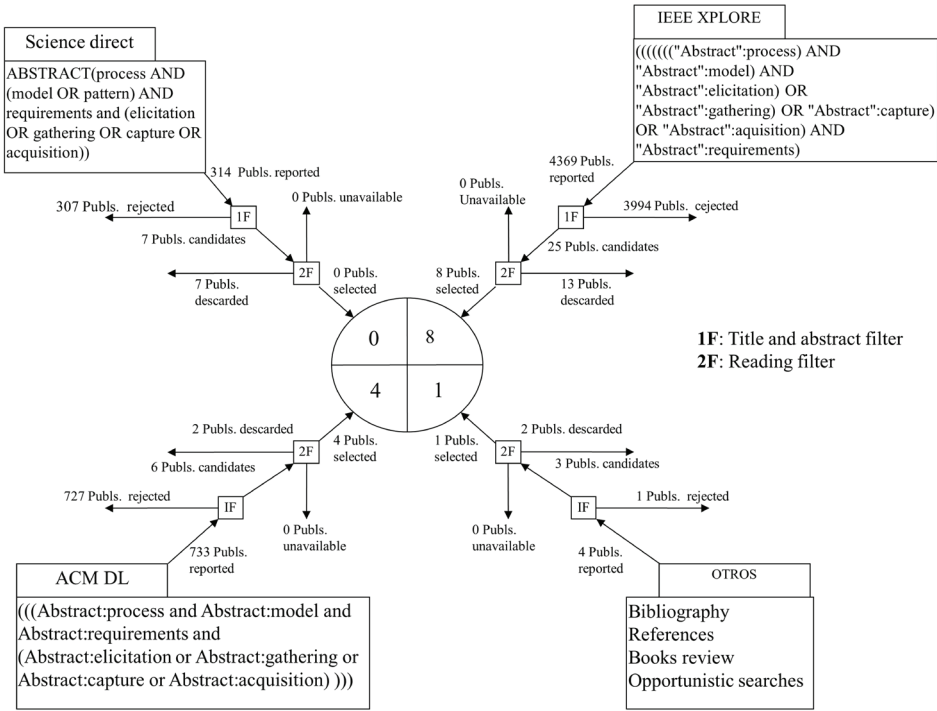 Science direct
ABSTRACT(process AND
(model OR pattern) AND
requirements and (elicitation
OR gathering OR capture OR
acquisition))
314 Publs. reported
307 Publs. rejected
1F
0 Publs. unavailable
7 Publs. candidates
2F
7 Publs.
descarded
0 Publs.
selected
IEEE XPLORE
((((((("Abstract":process) AND
"Abstract":model) AND
"Abstract":elicitation) OR
"Abstract":gathering) OR "Abstract":capture)
OR "Abstract":aquisition) AND
"Abstract":requirements)
4369 Publs.
reported
0 Publs.
Unavailable
1F
3994 Publs. cejected
25 Publs. candidates
2F
8 Publs.
selected
13 Publs.
descarded
0
8
4
1
1F: Title and abstract filter
2F: Reading filter
2 Publs. descarded
2F
4 Publs.
selected
6 Publs. candidates
727 Publs. rejected
IF
0 Publs.
unavailable
733 Publs.
reported
ACM DL
(((Abstract:process and Abstract:model and
Abstract:requirements and
(Abstract:elicitation or Abstract:gathering or
Abstract:capture or Abstract:acquisition) )))
1 Publs.
selected
2F
2 Publs. descarded
3 Publs. candidates
IF
1 Publs. rejected
0 Publs.
unavailable
4 Publs.
reported
OTROS
Bibliography
References
Books review
Opportunistic searches